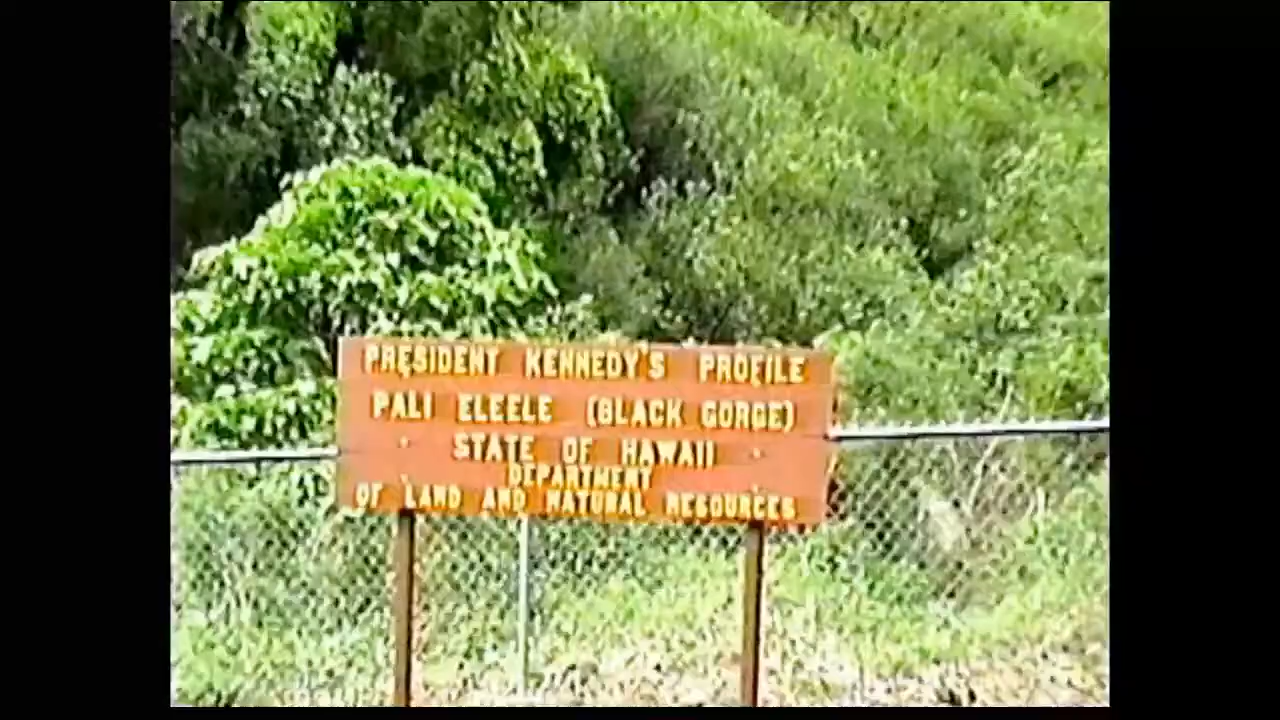 PRESIDENT KENNEDY'S PROFILE
PALI ELEELE (BLACK GORGE)
STATE OF HAWAII
DEPARTMENT
OF LAND AND NATURAL RESOURCES